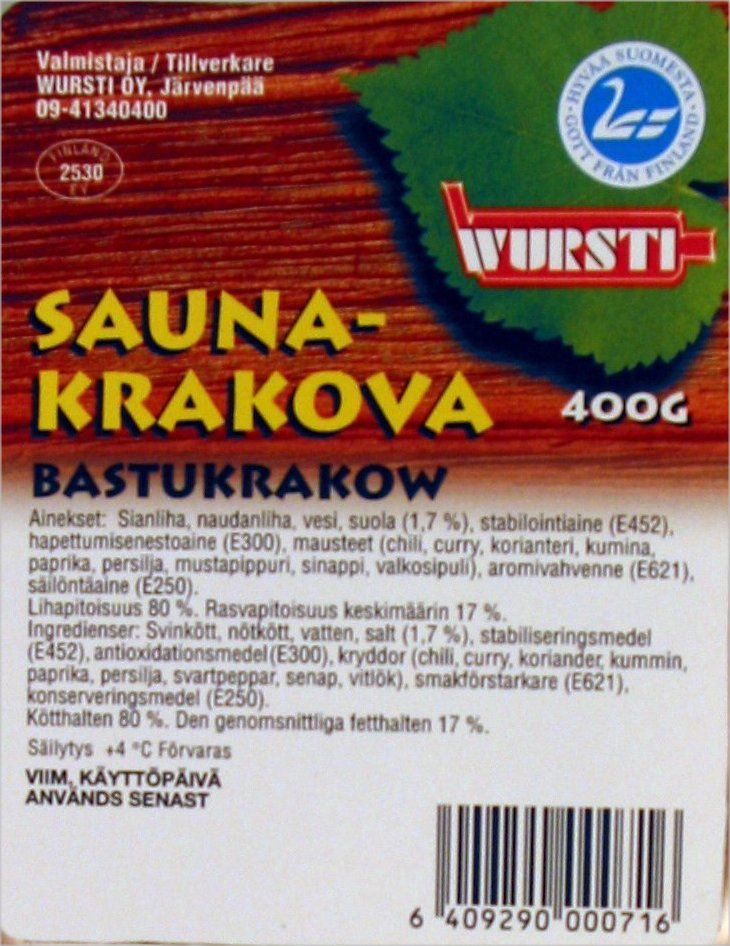 Valmistaja / Tillverkare
WURSTI OY, Järvenpää
09-41340400
FINLAND
2530
EY
HYVÄÄ SUOMESTA
GOTT FRÅN FINLAND
WURSTI
SAUNA-
KRAKOVA
400G
BASTUKRAKOW
Ainekset: Sianliha, naudanliha, vesi, suola (1,7 %), stabilointiaine (E452),
hapettumisenestoaine (E300), mausteet (chili, curry, korianteri, kumina,
paprika, persilja, mustapippuri, sinappi, valkosipuli), aromivahvenne (E621),
säilöntäaine (E250).
Lihapitoisuus 80 %. Rasvapitoisuus keskimäärin 17 %.
Ingredienser: Svinkött, nötkött, vatten, salt (1,7 %), stabiliseringsmedel
(E452), antioxidationsmedel(E300), kryddor (chili, curry, koriander, kummin,
paprika, persilja, svartpeppar, senap, vitlök), smakförstarkare (E621),
konserveringsmedel (E250).
Kötthalten 80 %. Den genomsnittliga fetthalten 17 %.
Säilytys +4 °C Förvaras
VIIM. KÄYTTÖPÄIVÄ
ANVÄNDS SENAST
6 409290 000716